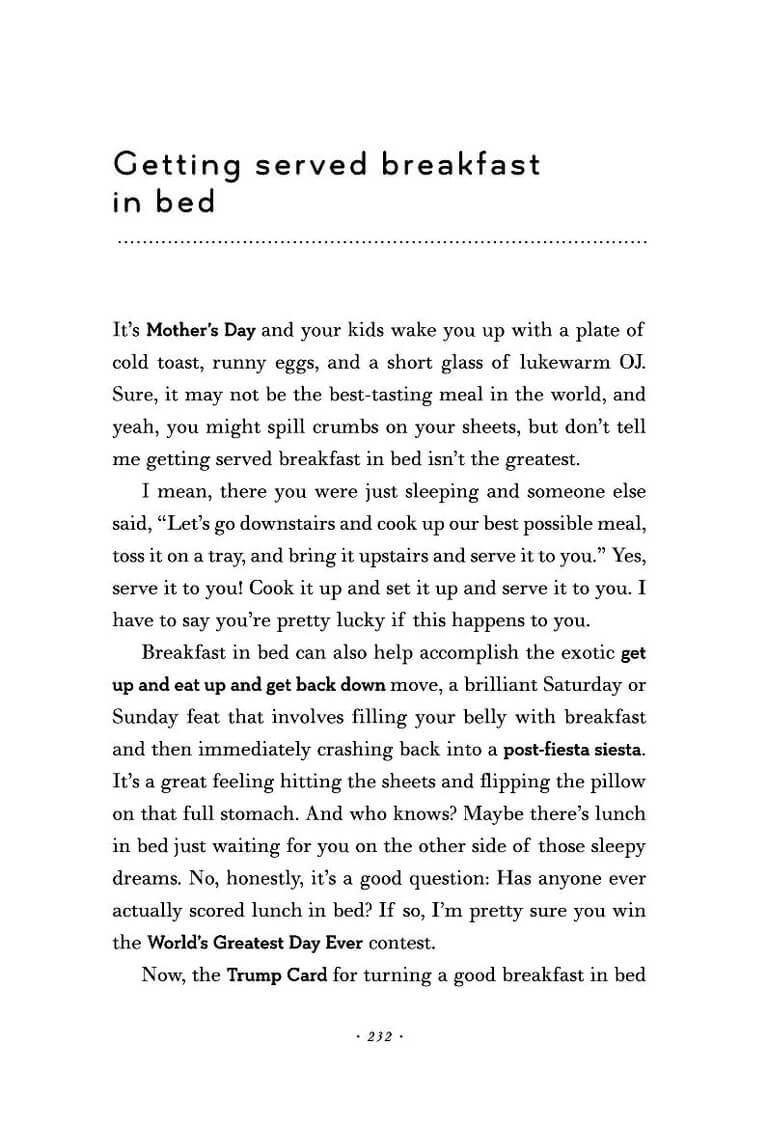 Getting served breakfast
in bed
It’s Mother’s Day and your kids wake you up with a plate of
cold toast, runny eggs, and a short glass of lukewarm OJ.
Sure, it may not be the best-tasting meal in the world, and
yeah, you might spill crumbs on your sheets, but don’t tell
me getting served breakfast in bed isn’t the greatest.
I mean, there you were just sleeping and someone else
said, “Let’s go downstairs and cook up our best possible meal,
toss it on a tray, and bring it upstairs and serve it to you.” Yes,
serve it to you! Cook it up and set it up and serve it to you. I
have to say you’re pretty lucky if this happens to you.
Breakfast in bed can also help accomplish the exotic get
up and eat up and get back down move, a brilliant Saturday or
Sunday feat that involves filling your belly with breakfast
and then immediately crashing back into a post-fiesta siesta.
It’s a great feeling hitting the sheets and flipping the pillow
on that full stomach. And who knows? Maybe there’s lunch
in bed just waiting for you on the other side of those sleepy
dreams. No, honestly, it’s a good question: Has anyone ever
actually scored lunch in bed? If so, I’m pretty sure you win
the World’s Greatest Day Ever contest.
Now, the Trump Card for turning a good breakfast in bed
· 232 ·